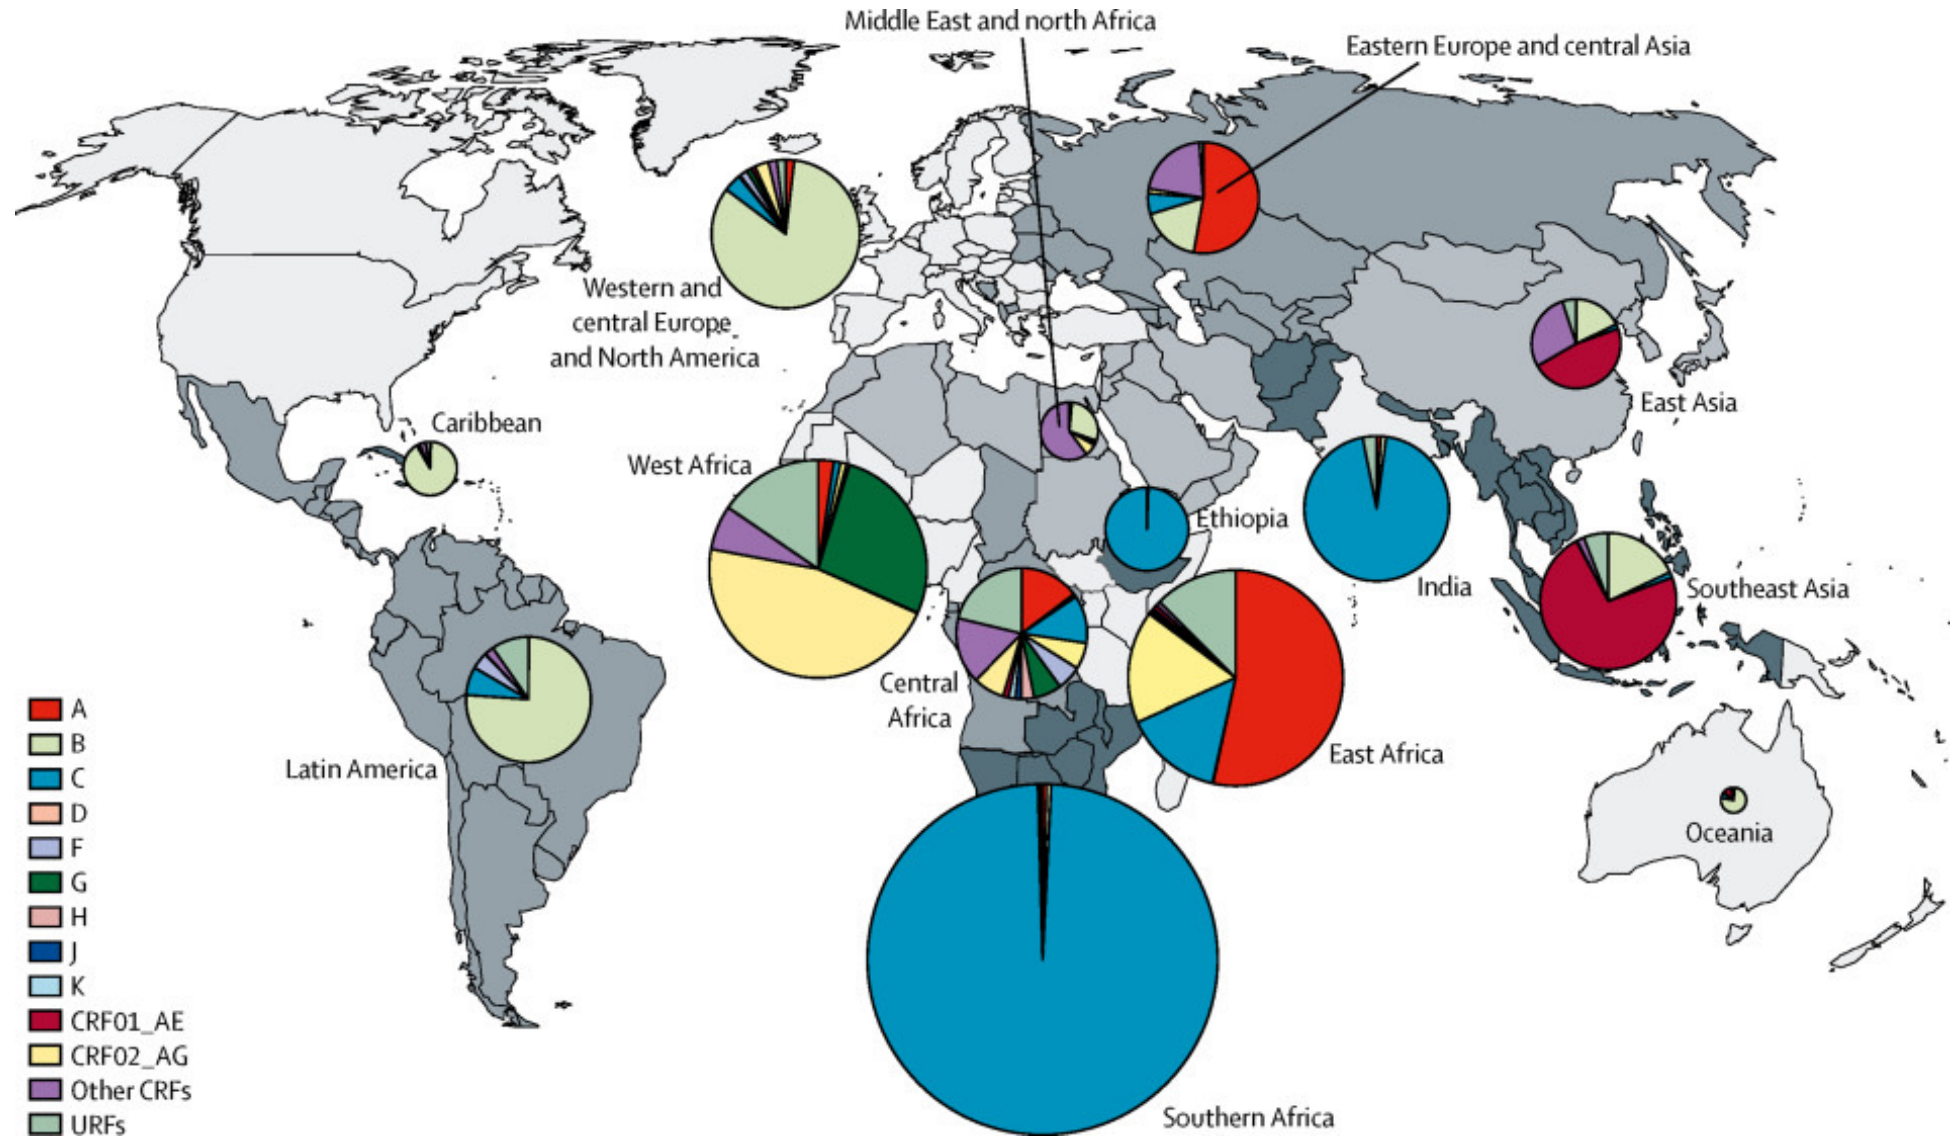 Middle East and north Africa
Eastern Europe and central Asia
Western and
central Europe
and North America
East Asia
Caribbean
West Africa
Ethiopia
India
Southeast Asia
Central
Africa
East Africa
Latin America
Oceania
Southern Africa
A
B
C
D
F
G
H
J
K
CRF01_AE
CRF02_AG
Other CRFs
URFs